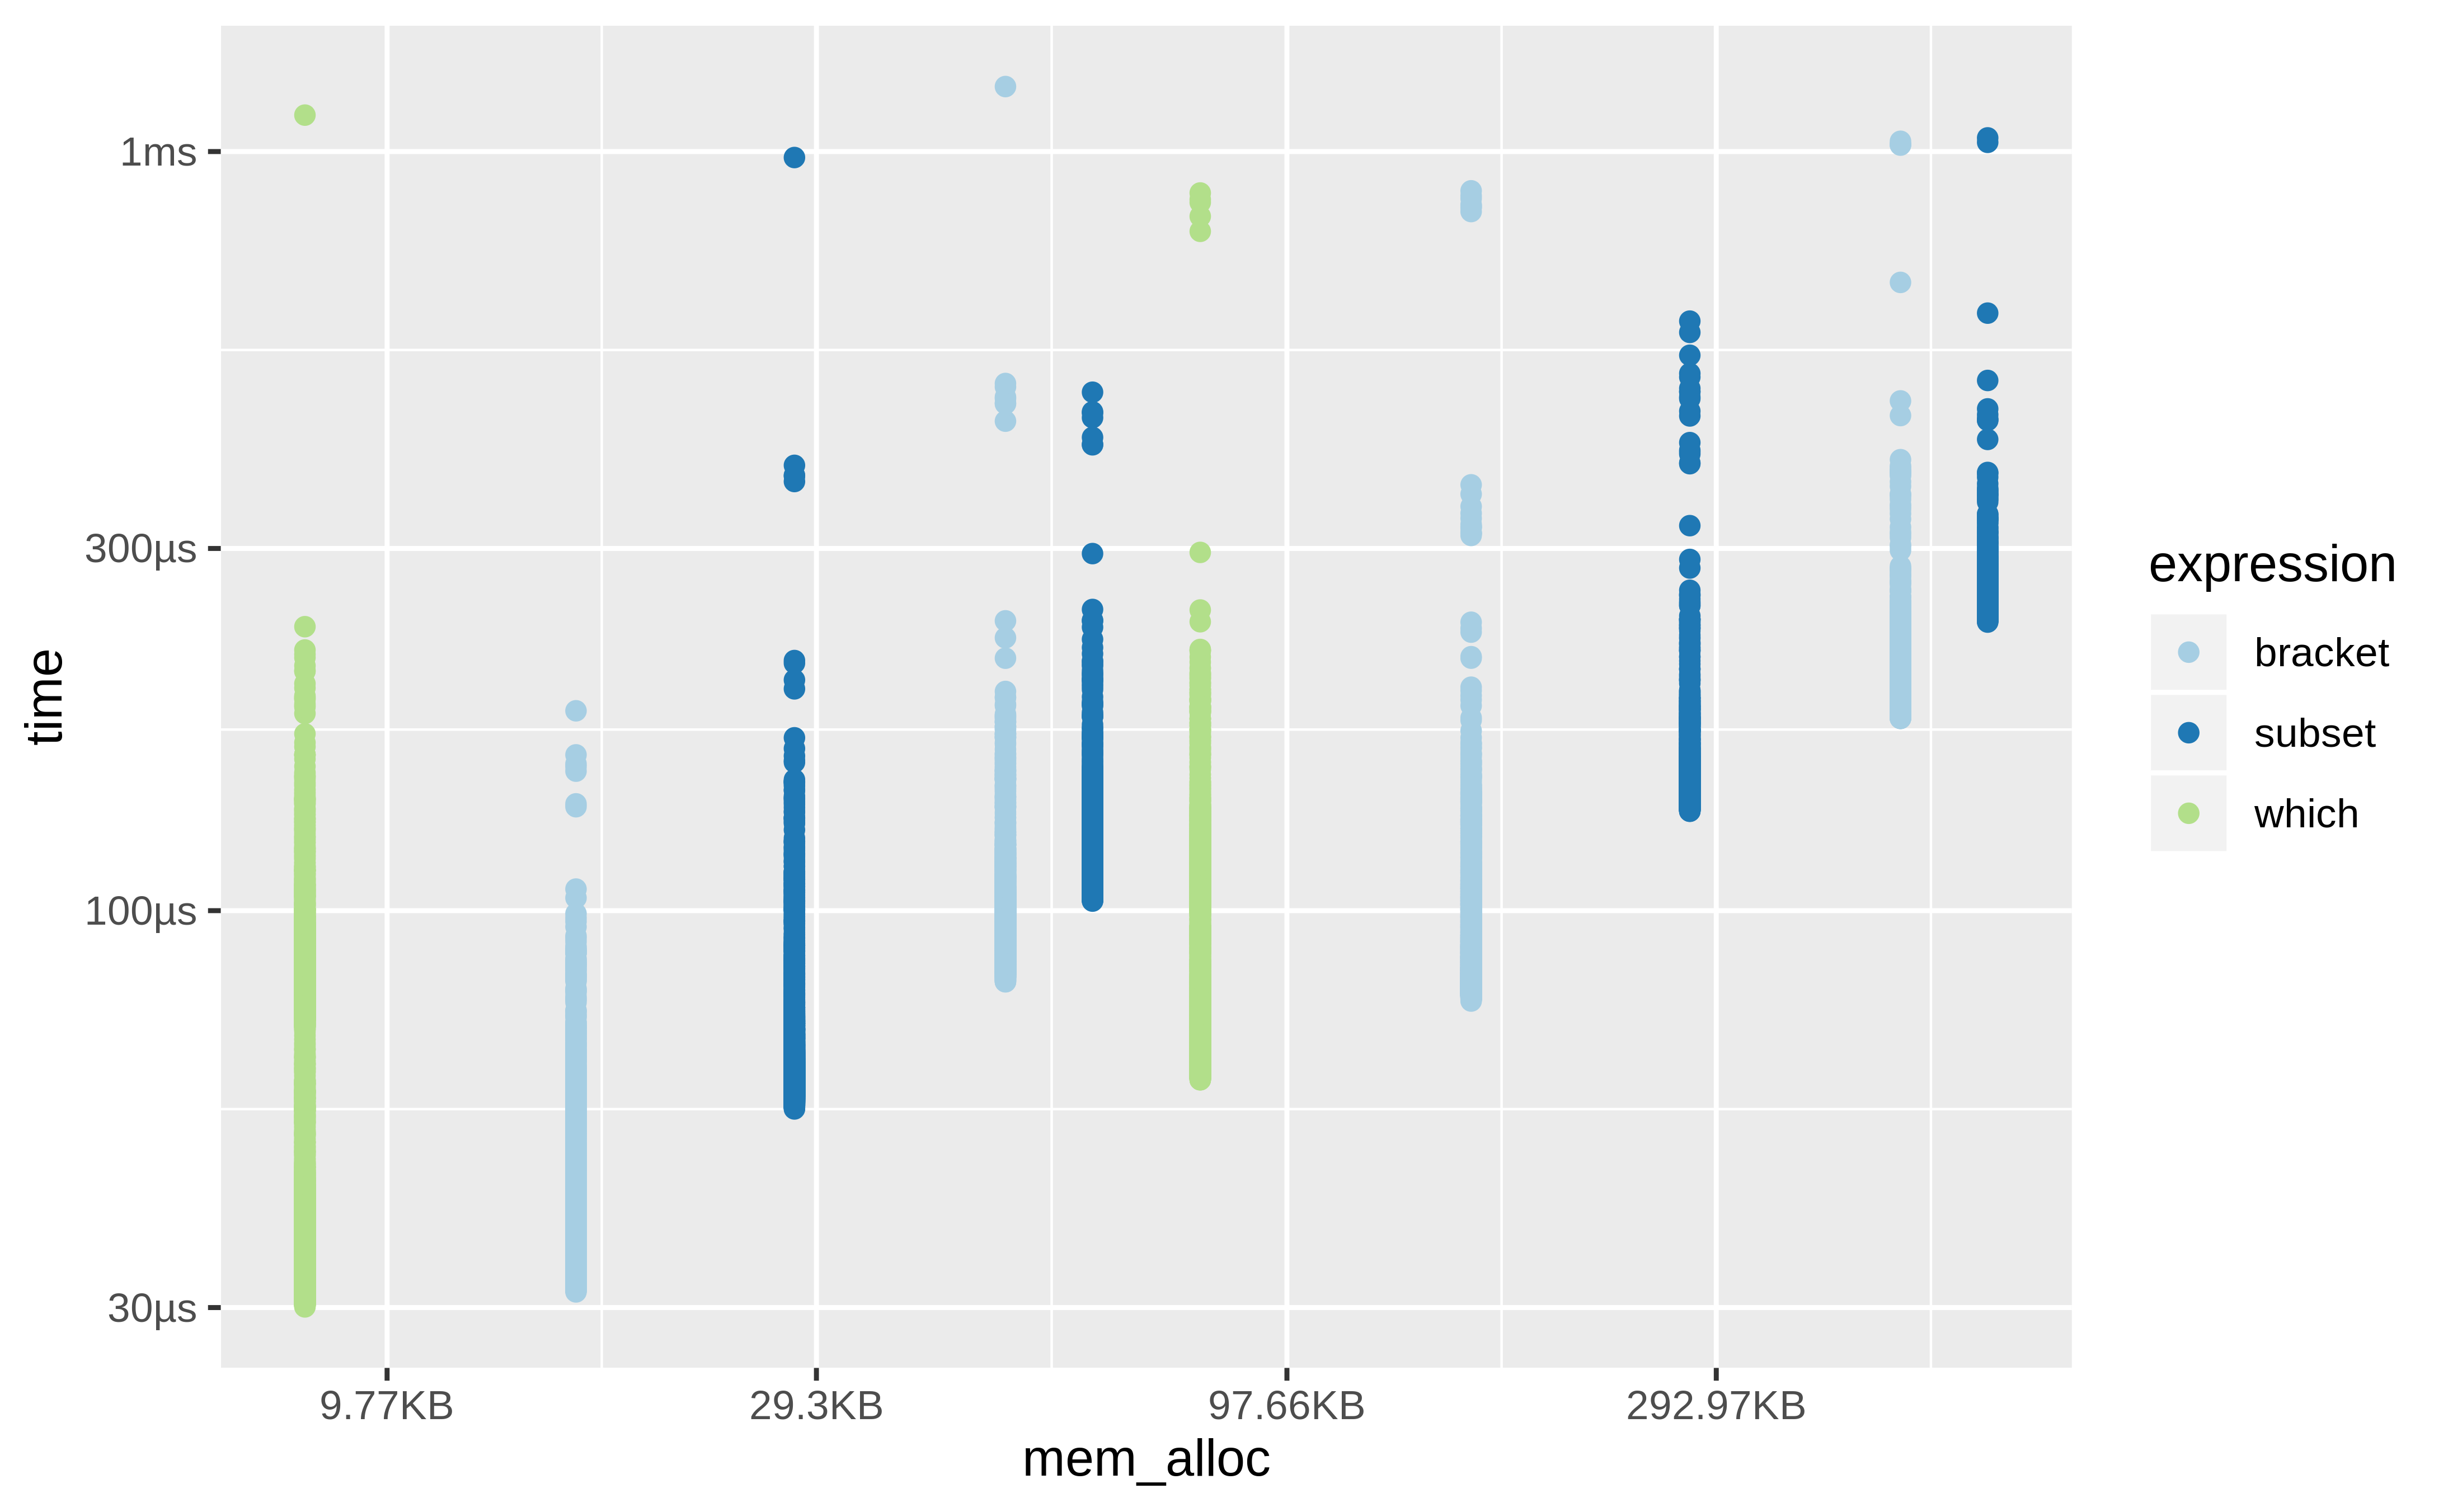 1ms
300µs
100µs
30µs
time
9.77KB
29.3KB
97.66KB
292.97KB
mem_alloc
expression
bracket
subset
which